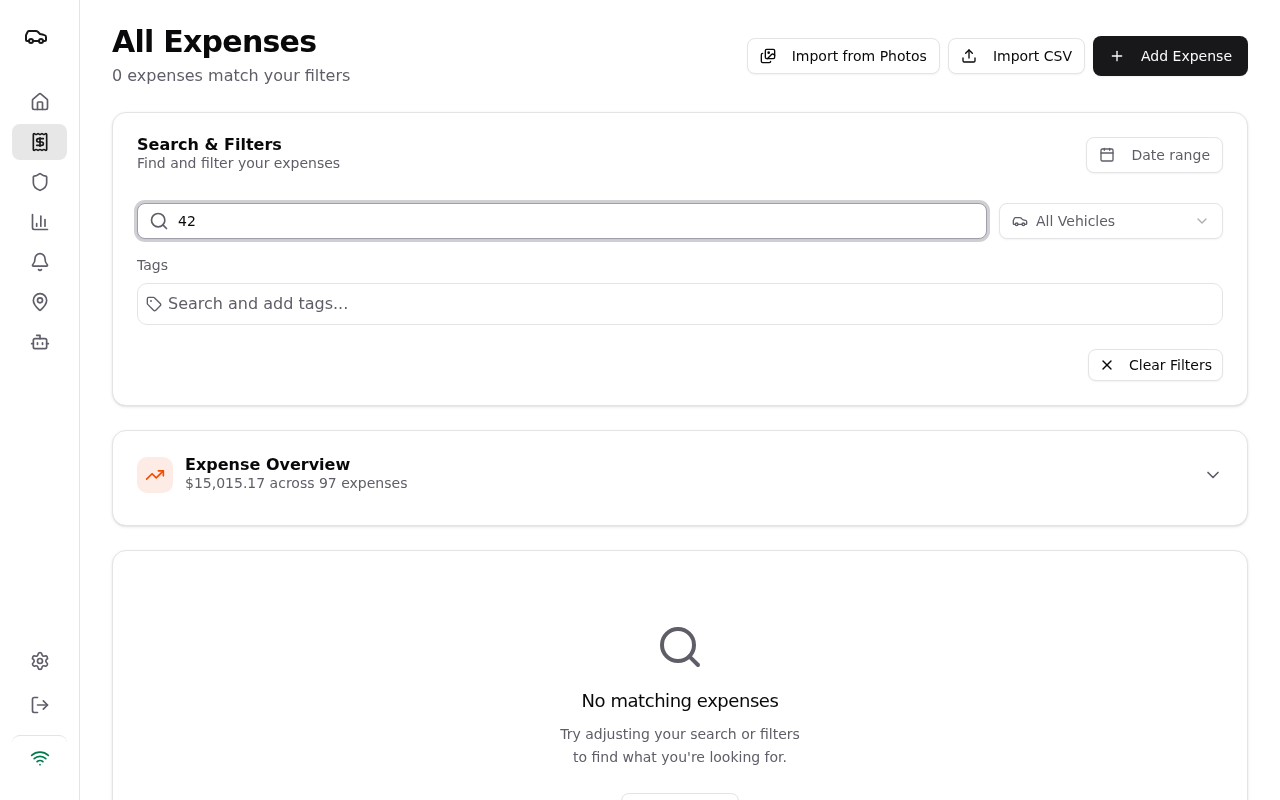 All Expenses
0 expenses match your filters
Import from Photos
Import CSV
Add Expense
Search & Filters
Find and filter your expenses
Date range
42
All Vehicles
Tags
Search and add tags...
Clear Filters
Expense Overview
$15,015.17 across 97 expenses
No matching expenses
Try adjusting your search or filters
to find what you're looking for.